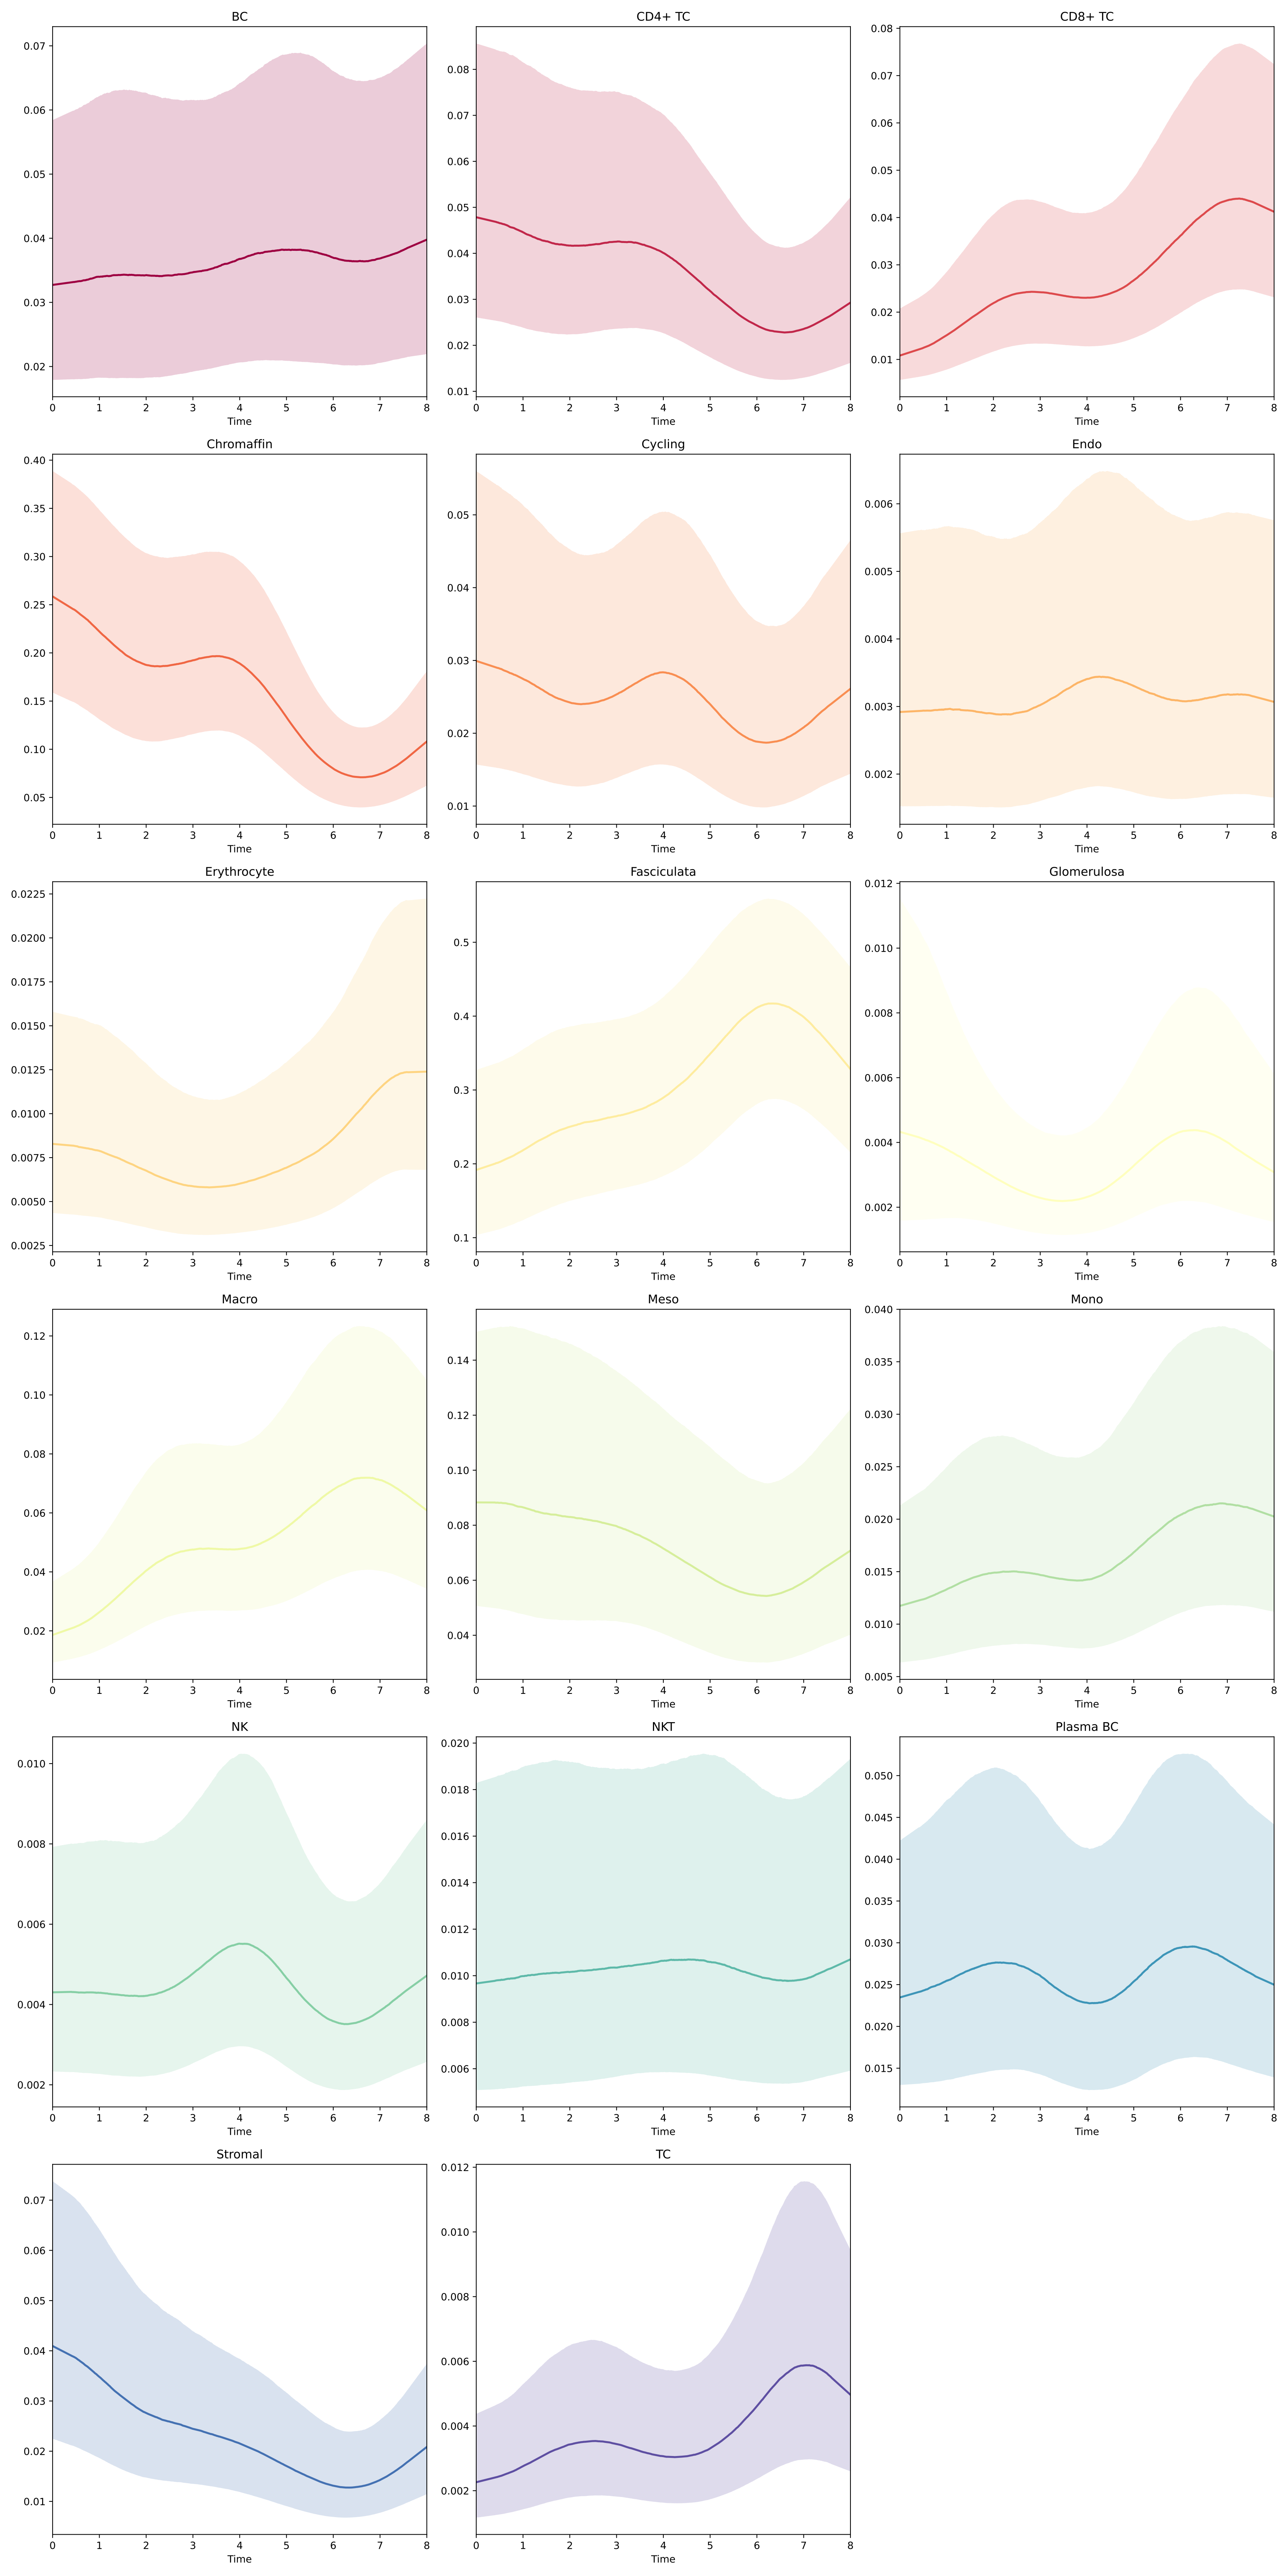 BC
0.07
0.06
0.05
0.04
0.03
0.02
0 1 2 3 4 5 6 7 8
Time
CD4+ TC
0.08
0.07
0.06
0.05
0.04
0.03
0.02
0.01
0 1 2 3 4 5 6 7 8
Time
CD8+ TC
0.08
0.07
0.06
0.05
0.04
0.03
0.02
0.01
0 1 2 3 4 5 6 7 8
Time
Chromaffin
0.40
0.35
0.30
0.25
0.20
0.15
0.10
0.05
0 1 2 3 4 5 6 7 8
Time
Cycling
0.05
0.04
0.03
0.02
0.01
0 1 2 3 4 5 6 7 8
Time
Endo
0.006
0.005
0.004
0.003
0.002
0 1 2 3 4 5 6 7 8
Time
Erythrocyte
0.0225
0.0200
0.0175
0.0150
0.0125
0.0100
0.0075
0.0050
0.0025
0 1 2 3 4 5 6 7 8
Time
Fasciculata
0.5
0.4
0.3
0.2
0.1
0 1 2 3 4 5 6 7 8
Time
Glomerulosa
0.012
0.010
0.008
0.006
0.004
0.002
0 1 2 3 4 5 6 7 8
Time
Macro
0.12
0.10
0.08
0.06
0.04
0.02
0 1 2 3 4 5 6 7 8
Time
Meso
0.14
0.12
0.10
0.08
0.06
0.04
0 1 2 3 4 5 6 7 8
Time
Mono
0.040
0.035
0.030
0.025
0.020
0.015
0.010
0.005
0 1 2 3 4 5 6 7 8
Time
NK
0.010
0.008
0.006
0.004
0.002
0 1 2 3 4 5 6 7 8
Time
NKT
0.020
0.018
0.016
0.014
0.012
0.010
0.008
0.006
0 1 2 3 4 5 6 7 8
Time
Plasma BC
0.050
0.045
0.040
0.035
0.030
0.025
0.020
0.015
0 1 2 3 4 5 6 7 8
Time
Stromal
0.07
0.06
0.05
0.04
0.03
0.02
0.01
0 1 2 3 4 5 6 7 8
Time
TC
0.012
0.010
0.008
0.006
0.004
0.002
0 1 2 3 4 5 6 7 8
Time